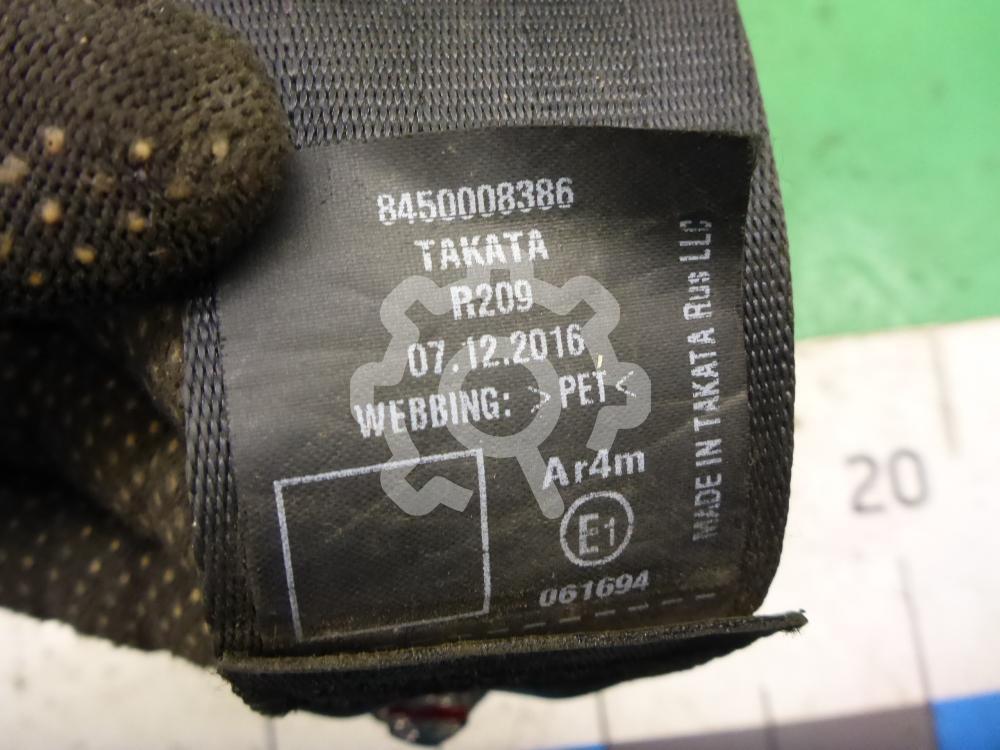 8450008386
TAKATA
R209
07.12.2016
WEBBING: >PET<
Ar4m
E1
061694
MADE IN TAKATA Rus LLC
20